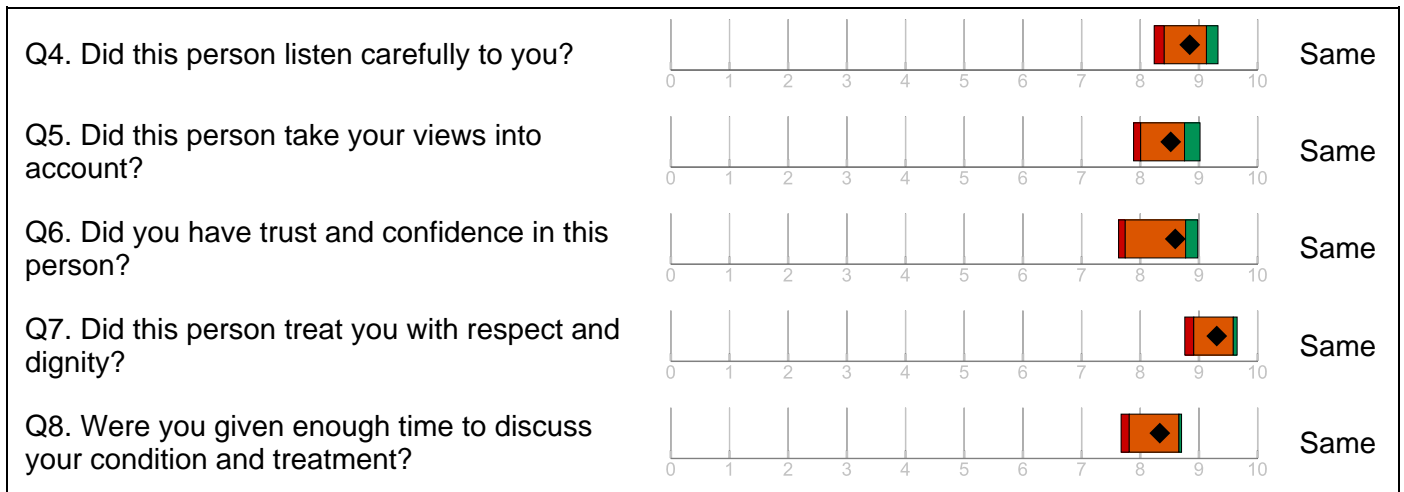 Q4. Did this person listen carefully to you?
Same
0 1 2 3 4 5 6 7 8 9 10
Q5. Did this person take your views into
account?
Same
0 1 2 3 4 5 6 7 8 9 10
Q6. Did you have trust and confidence in this
person?
Same
0 1 2 3 4 5 6 7 8 9 10
Q7. Did this person treat you with respect and
dignity?
Same
0 1 2 3 4 5 6 7 8 9 10
Q8. Were you given enough time to discuss
your condition and treatment?
Same
0 1 2 3 4 5 6 7 8 9 10